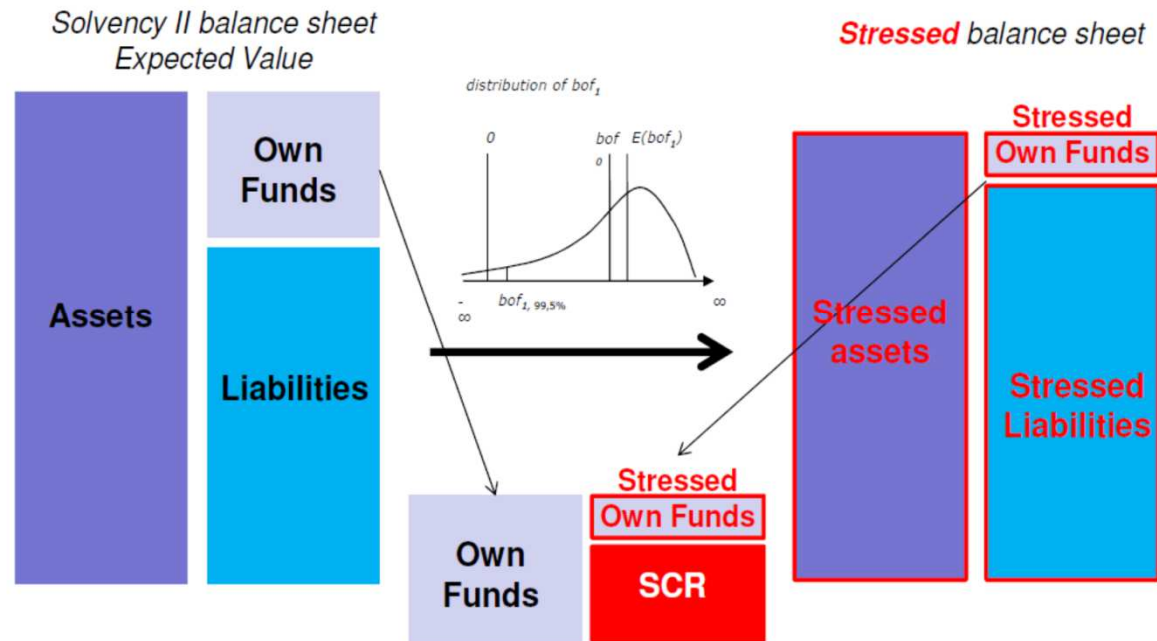 Solvency II balance sheet
Expected Value
Stressed balance sheet
Assets
Own
Funds
Liabilities
distribution of bof1
0
bof
0
E(bof1)
-
∞
bof1, 99,5%
∞
Stressed
assets
Stressed
Own Funds
Stressed
Liabilities
Own
Funds
Stressed
Own Funds
SCR